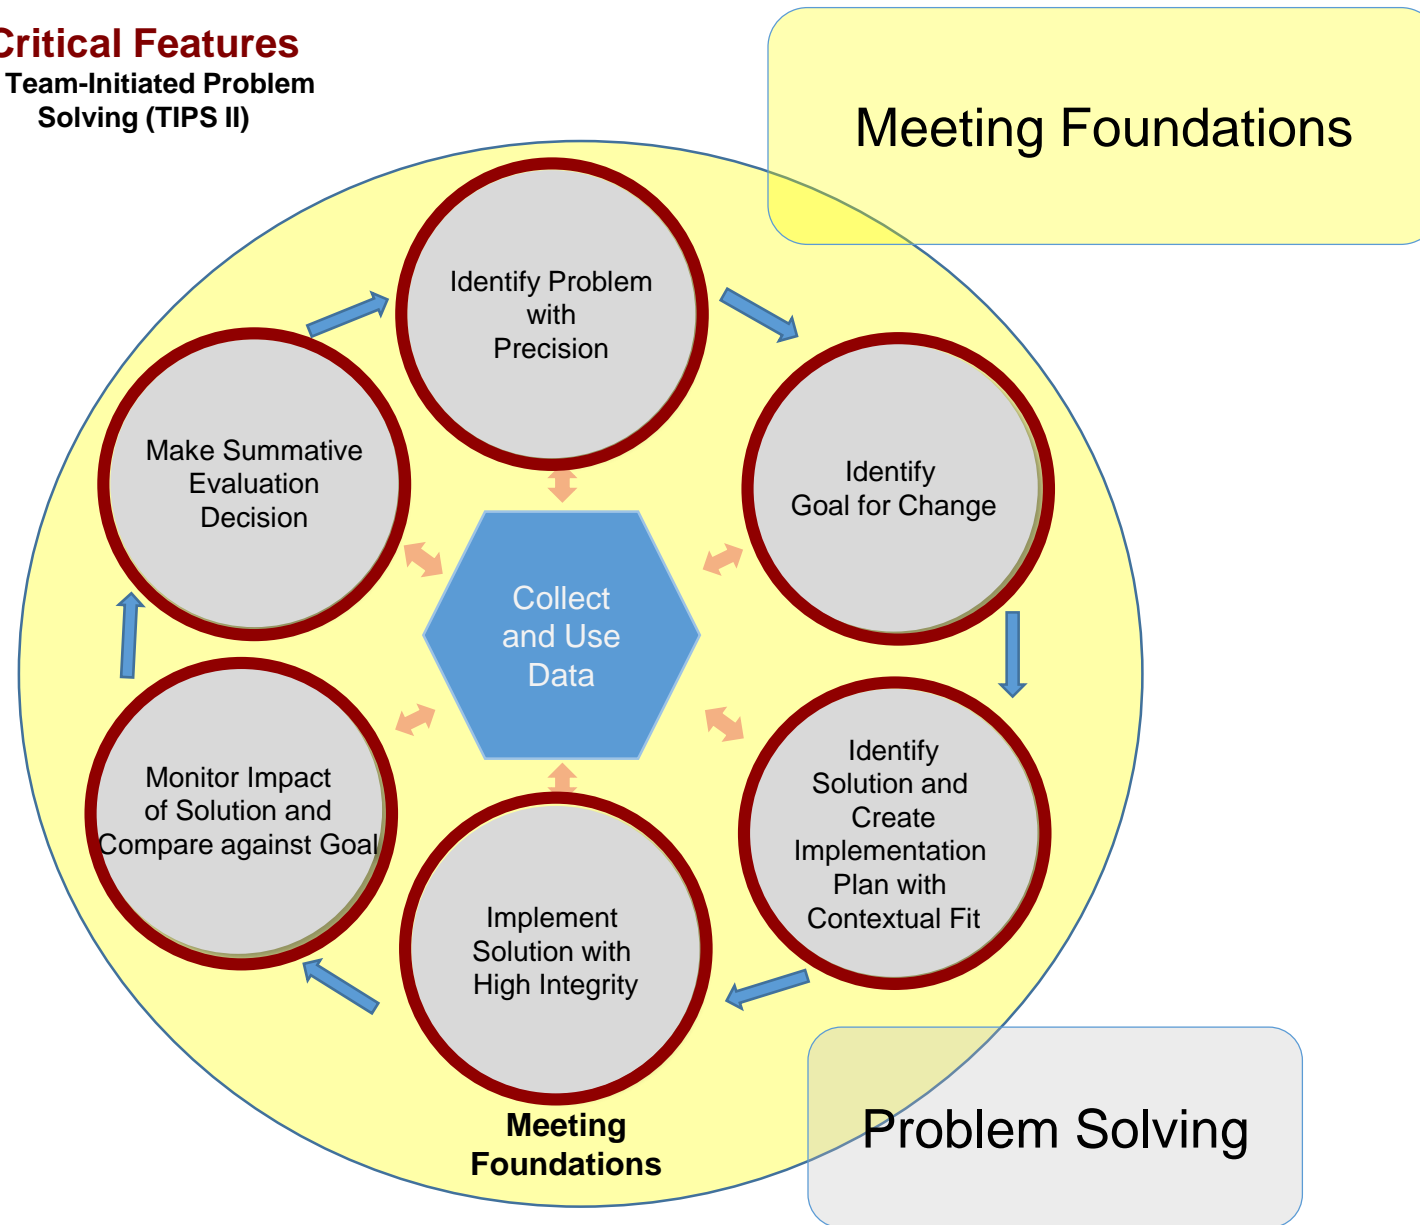 Critical Features
Team-Initiated Problem
Solving (TIPS II)
Meeting Foundations
Identify Problem
with
Precision
Make Summative
Evaluation
Decision
Identify
Goal for Change
Collect
and Use
Data
Monitor Impact
of Solution and
Compare against Goal
Identify
Solution and
Create
Implementation
Plan with
Contextual Fit
Implement
Solution with
High Integrity
Meeting
Foundations
Problem Solving